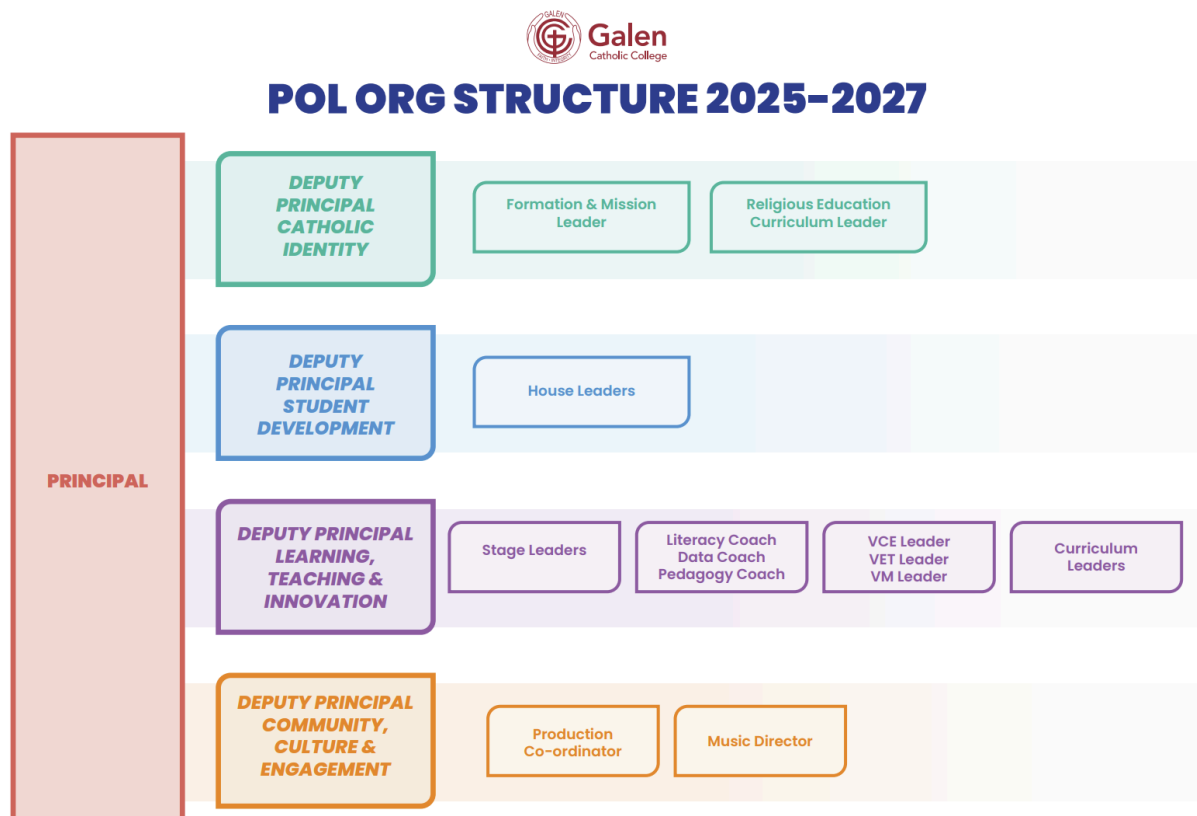 GALEN
Galen
Catholic College
POL ORG STRUCTURE 2025-2027
PRINCIPAL
DEPUTY
PRINCIPAL
CATHOLIC
IDENTITY
Formation & Mission
Leader
Religious Education
Curriculum Leader
DEPUTY
PRINCIPAL
STUDENT
DEVELOPMENT
House Leaders
DEPUTY PRINCIPAL
LEARNING,
TEACHING &
INNOVATION
Stage Leaders
Literacy Coach
Data Coach
Pedagogy Coach
VCE Leader
VET Leader
VM Leader
Curriculum
Leaders
DEPUTY PRINCIPAL
COMMUNITY,
CULTURE &
ENGAGEMENT
Production
Co-ordinator
Music Director